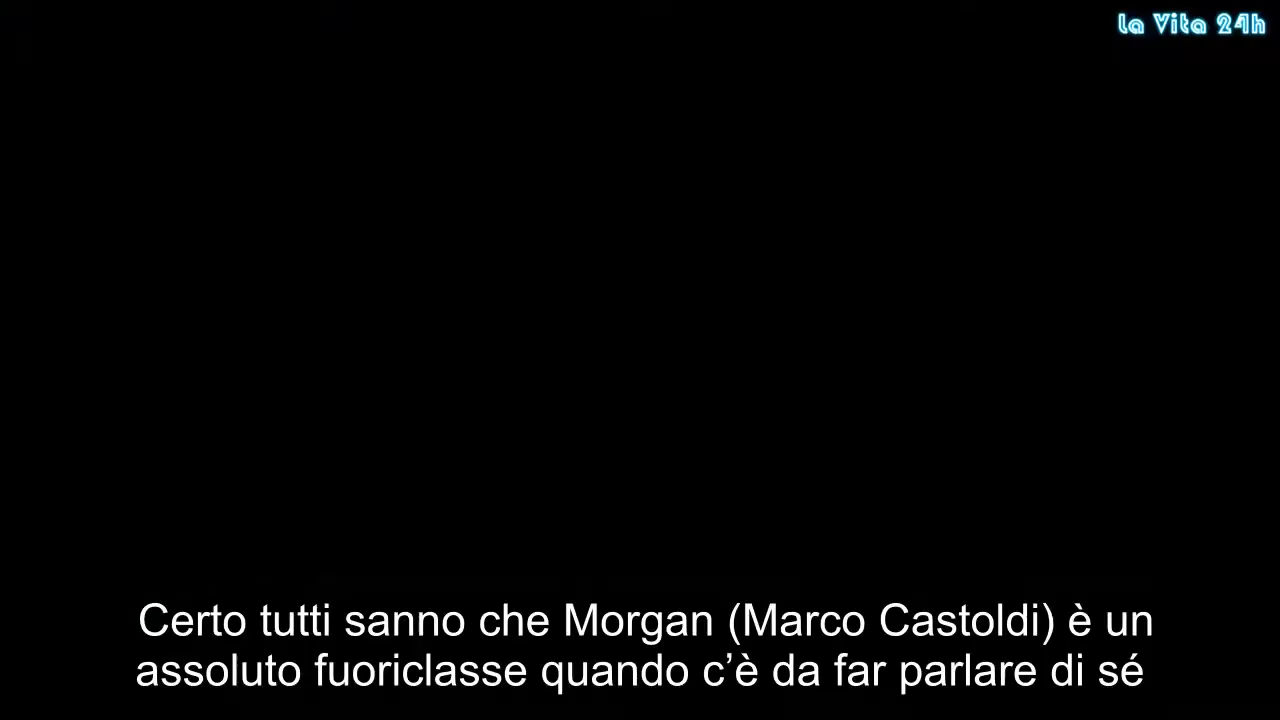 la Vita 24h
Certo tutti sanno che Morgan (Marco Castoldi) è un
assoluto fuoriclasse quando c’è da far parlare di sé